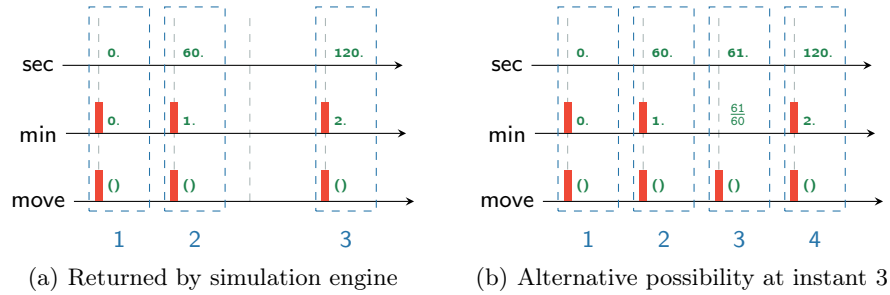 0. 60. 120.
sec
0. 1. 2.
min
() () ()
move
1 2 3
(a) Returned by simulation engine
0. 60. 61. 120.
sec
0. 1. 61/60 2.
min
() () () ()
move
1 2 3 4
(b) Alternative possibility at instant 3